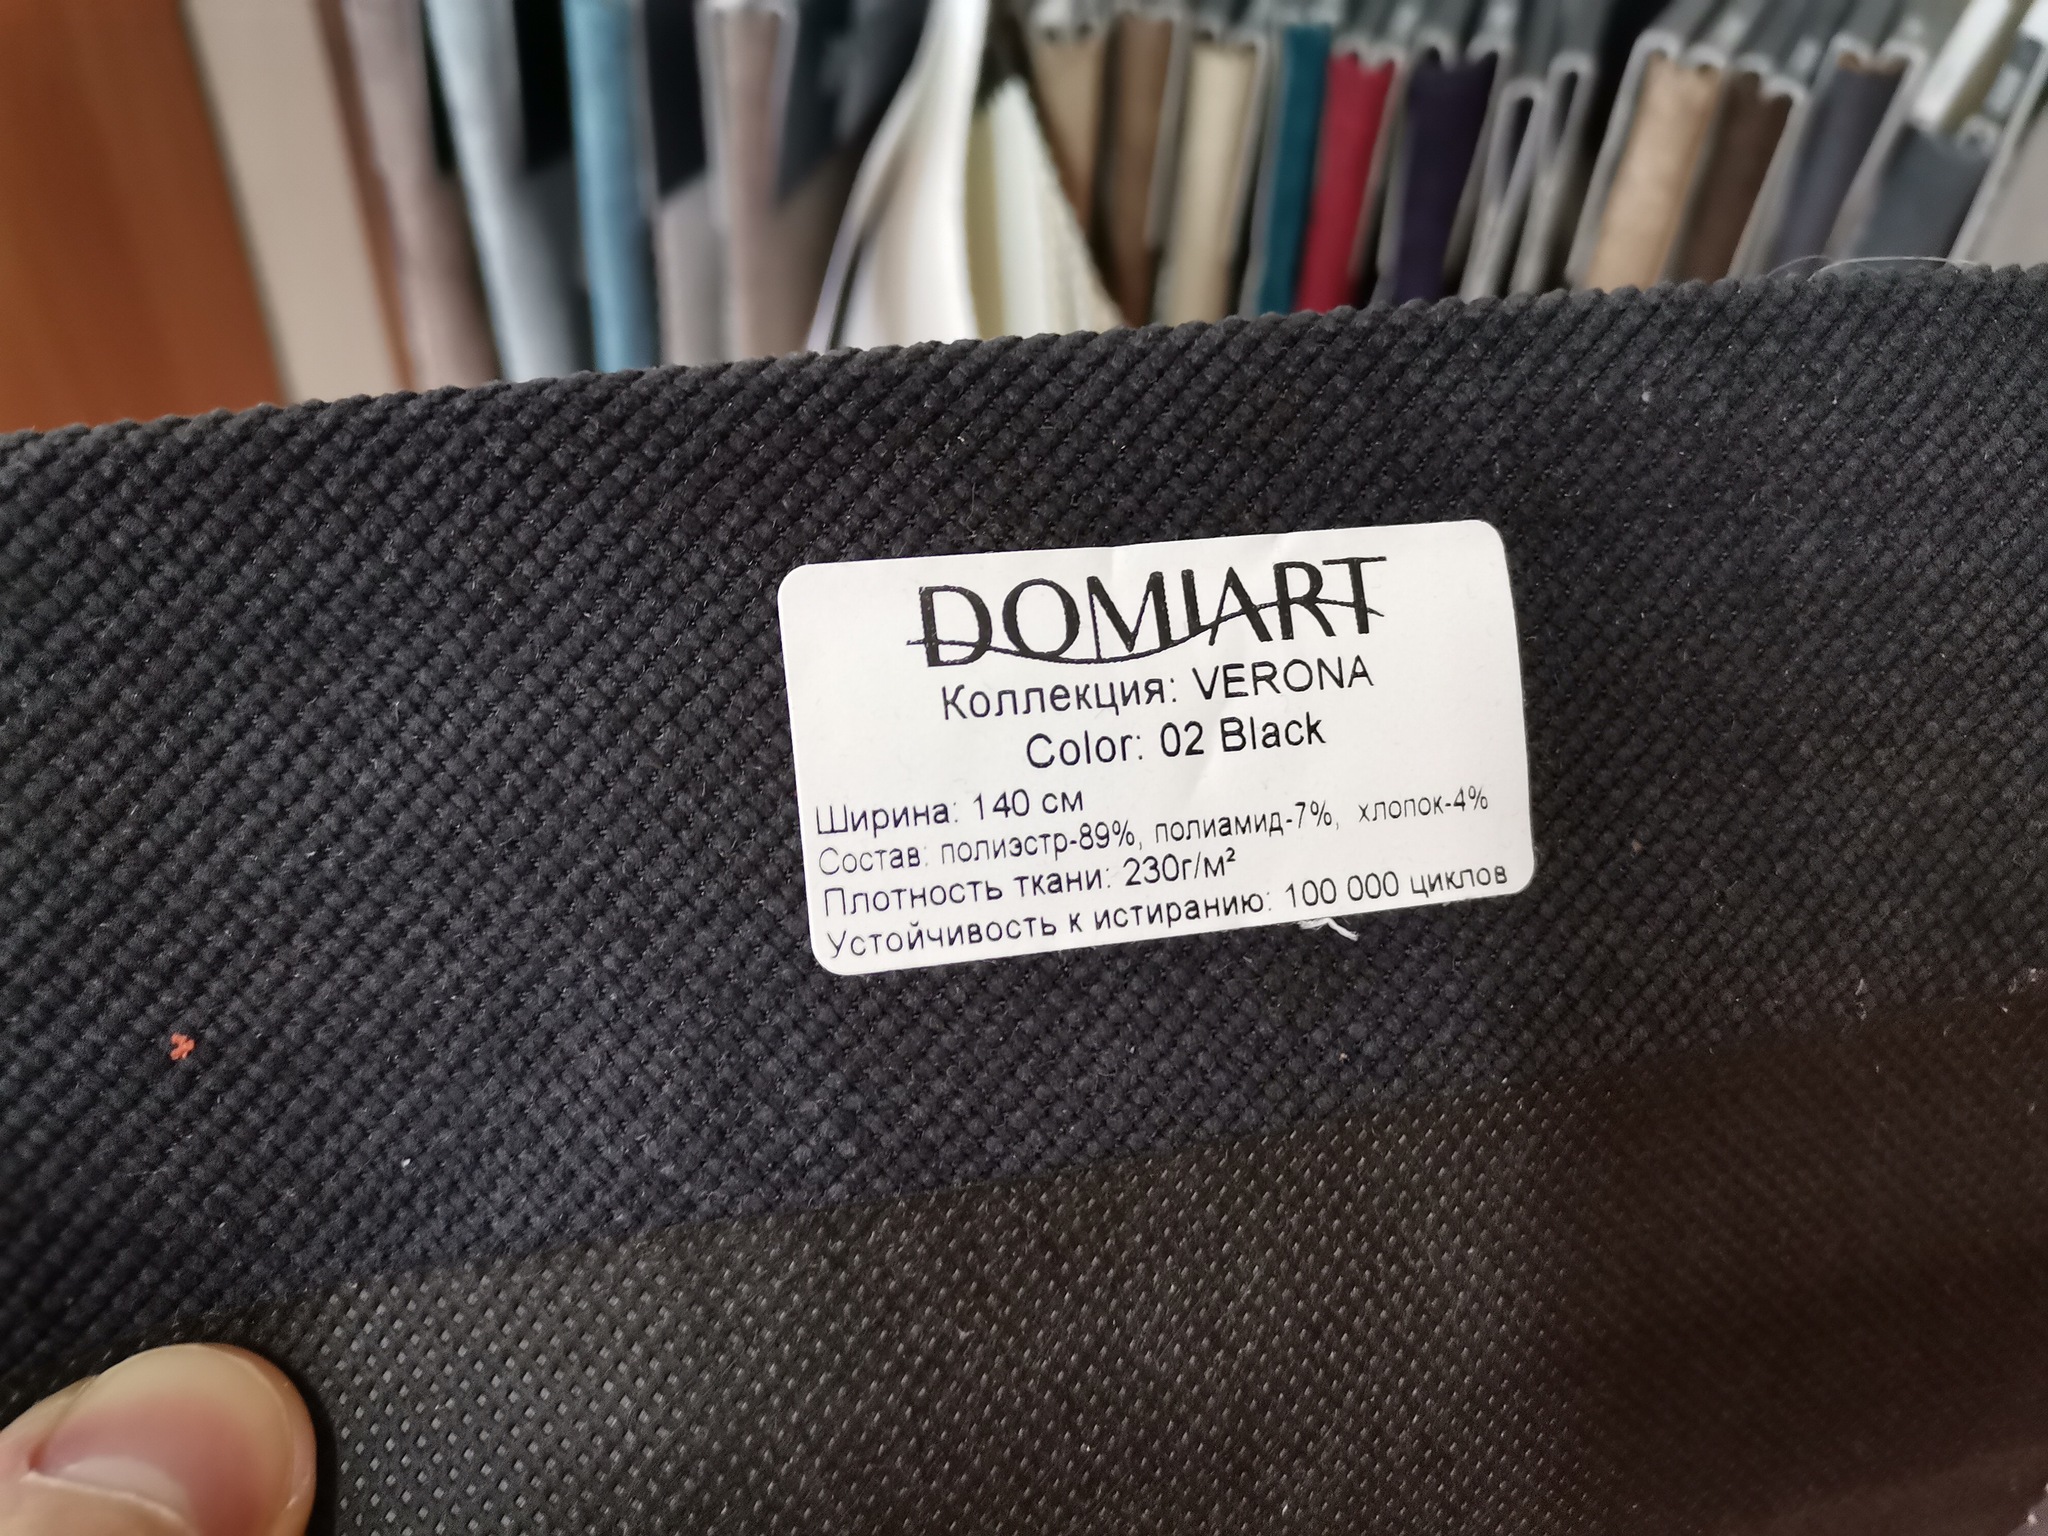 DOMIART
Коллекция: VERONA
Color: 02 Black
Ширина: 140 см
Состав: полиэстр-89%, полиамид-7%, хлопок-4%
Плотность ткани: 230г/м²
Устойчивость к истиранию: 100 000 циклов